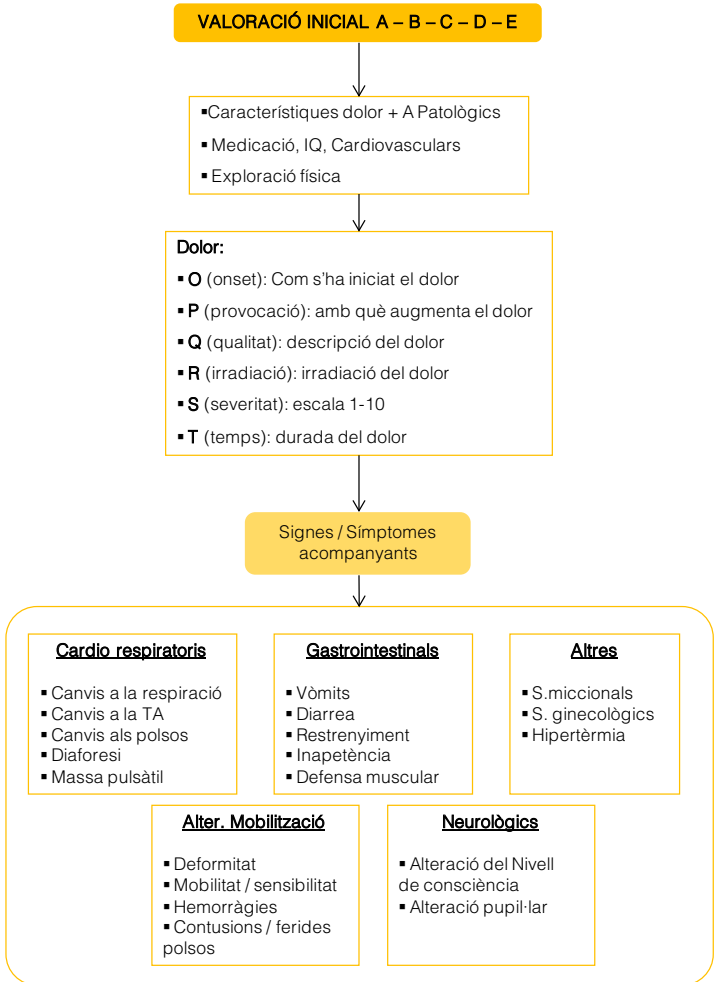 VALORACIÓ INICIAL A – B – C – D – E
▪Característiques dolor + A Patològics
▪ Medicació, IQ, Cardiovasculars
▪ Exploració física
Dolor:
▪ O (onset): Com s'ha iniciat el dolor
▪ P (provocació): amb què augmenta el dolor
▪ Q (qualitat): descripció del dolor
▪ R (irradiació): irradiació del dolor
▪ S (severitat): escala 1-10
▪ T (temps): durada del dolor
Signes / Símptomes
acompanyants
Cardio respiratoris
▪ Canvis a la respiració
▪ Canvis a la TA
▪ Canvis als polsos
▪ Diaforesi
▪ Massa pulsàtil
Gastrointestinals
▪ Vòmits
▪ Diarrea
▪ Restrenyiment
▪ Inapetència
▪ Defensa muscular
Altres
▪ S.miccionals
▪ S. ginecològics
▪ Hipertèrmia
Alter. Mobilització
▪ Deformitat
▪ Mobilitat / sensibilitat
▪ Hemorràgies
▪ Contusions / ferides
polsos
Neurològics
▪ Alteració del Nivell
de consciència
▪ Alteració pupil·lar